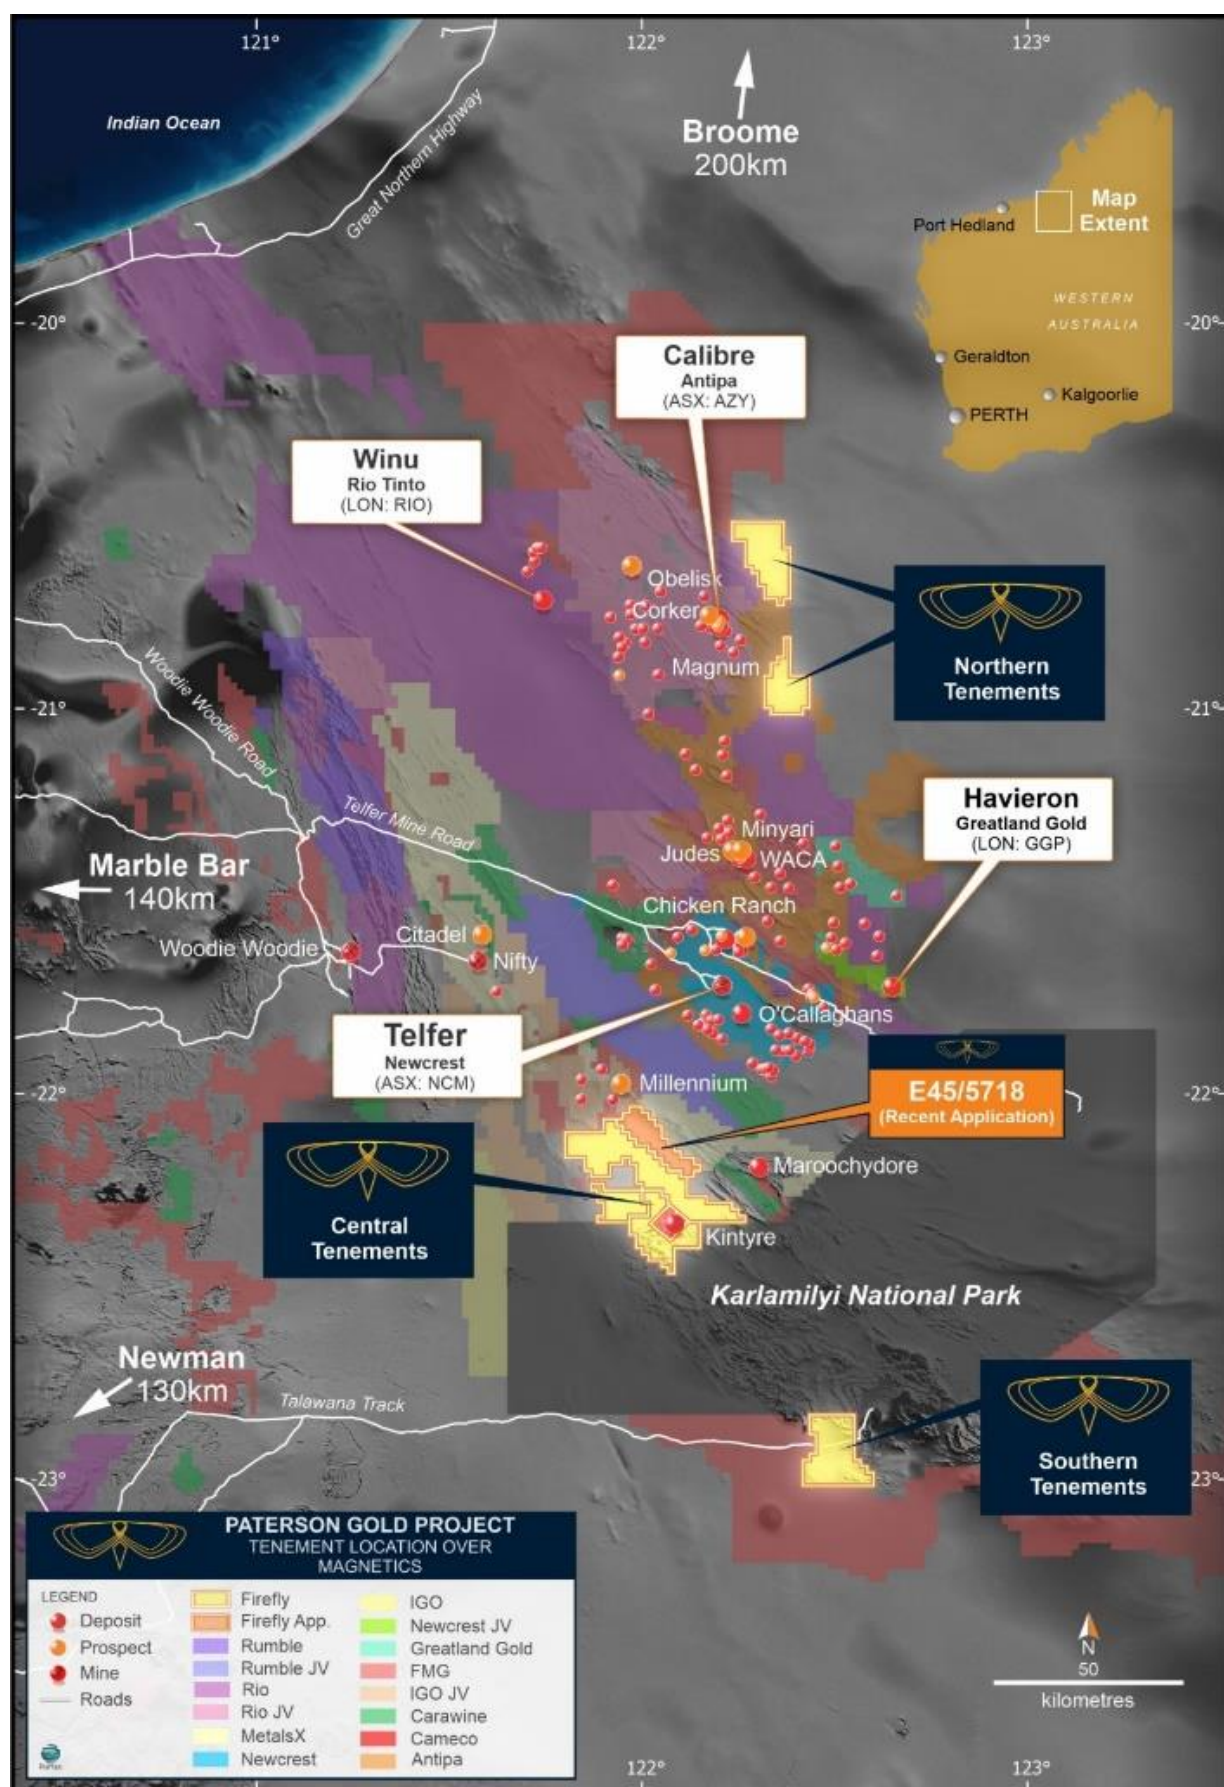 121°
122°
123°
Indian Ocean
Great Northern Highway
Broome
200km
Map
Extent
Port Hedland
WESTERN
AUSTRALIA
Geraldton
Kalgoorlie
PERTH
-20°
-20°
Calibre
Antipa
(ASX: AZY)
Winu
Rio Tinto
(LON: RIO)
Obelisk
Corker
Magnum
Northern
Tenements
-21°
-21°
Woodie Woodie Road
Telfer Mine Road
Havieron
Greatland Gold
(LON: GGP)
Minyari
Judes
WACA
Marble Bar
140km
Chicken Ranch
Citadel
Woodie Woodie
Nifty
O'Callaghans
Telfer
Newcrest
(ASX: NCM)
Millennium
E45/5718
(Recent Application)
-22°
-22°
Maroochydore
Central
Tenements
Kintyre
Karlamilyi National Park
Newman
130km
Talawana Track
Southern
Tenements
-23°
23°
PATERSON GOLD PROJECT
TENEMENT LOCATION OVER
MAGNETICS
LEGEND
Deposit
Prospect
Mine
Roads
Firefly
Firefly App.
Rumble
Rumble JV
Rio
Rio JV
MetalsX
Newcrest
IGO
Newcrest JV
Greatland Gold
FMG
IGO JV
Carawine
Cameco
Antipa
N
50
kilometres
122°
123°